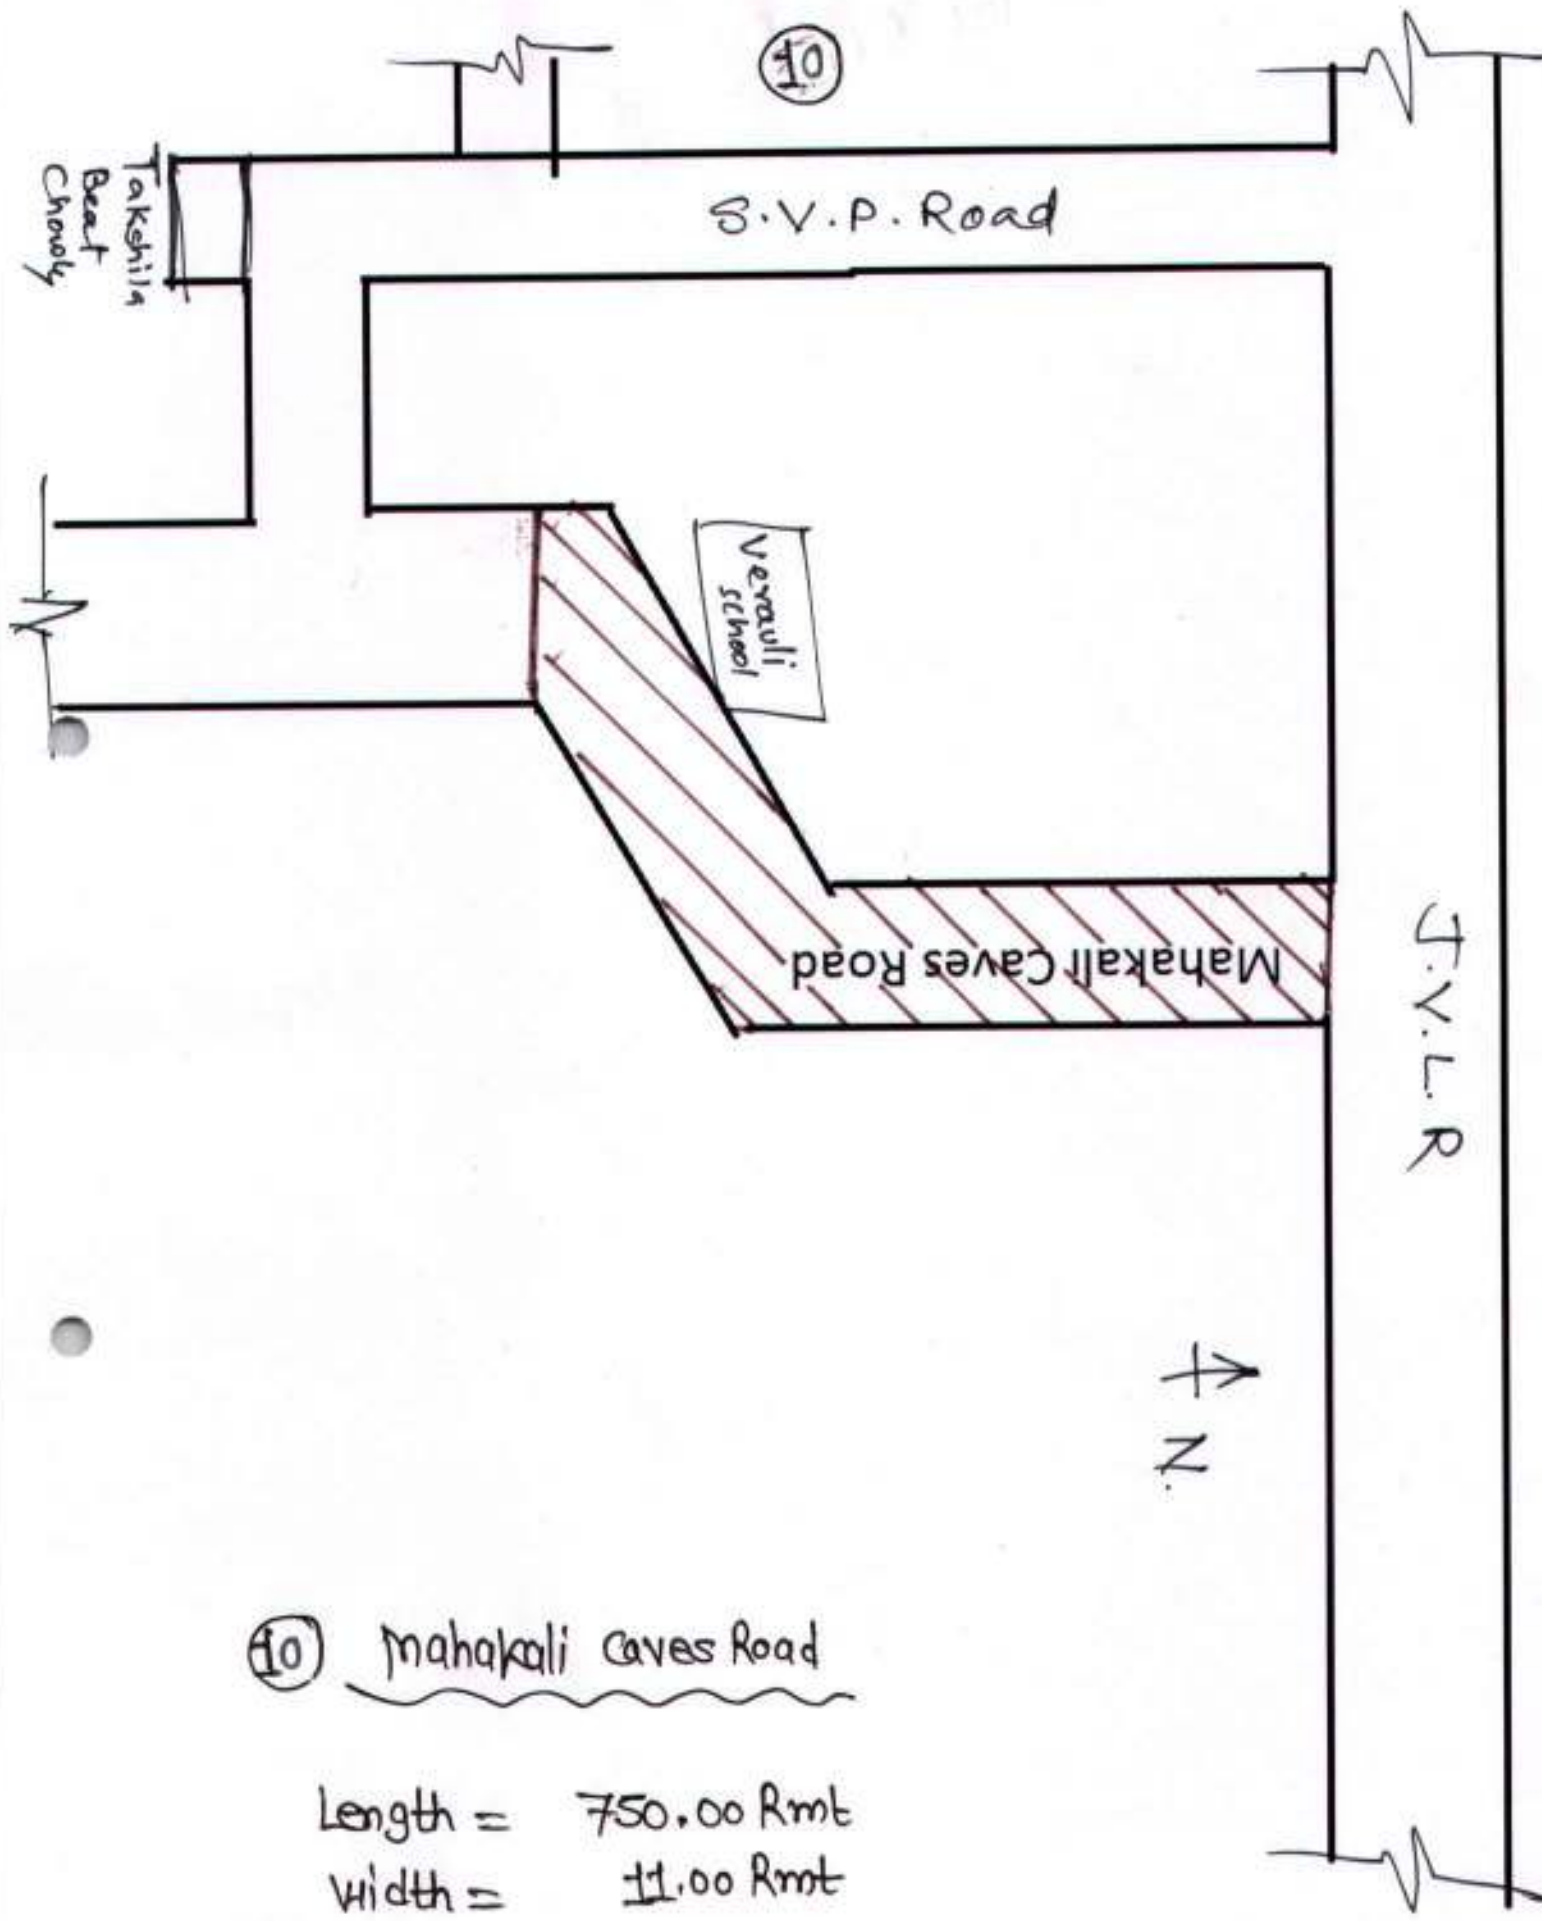 10
S.V.P. Road
Takshila
Beat
Chowky
Veravli
school
Mahakali Caves Road
J.V.L.R
N.
10 Mahakali Caves Road
Length = 750.00 Rmt
width = 11.00 Rmt